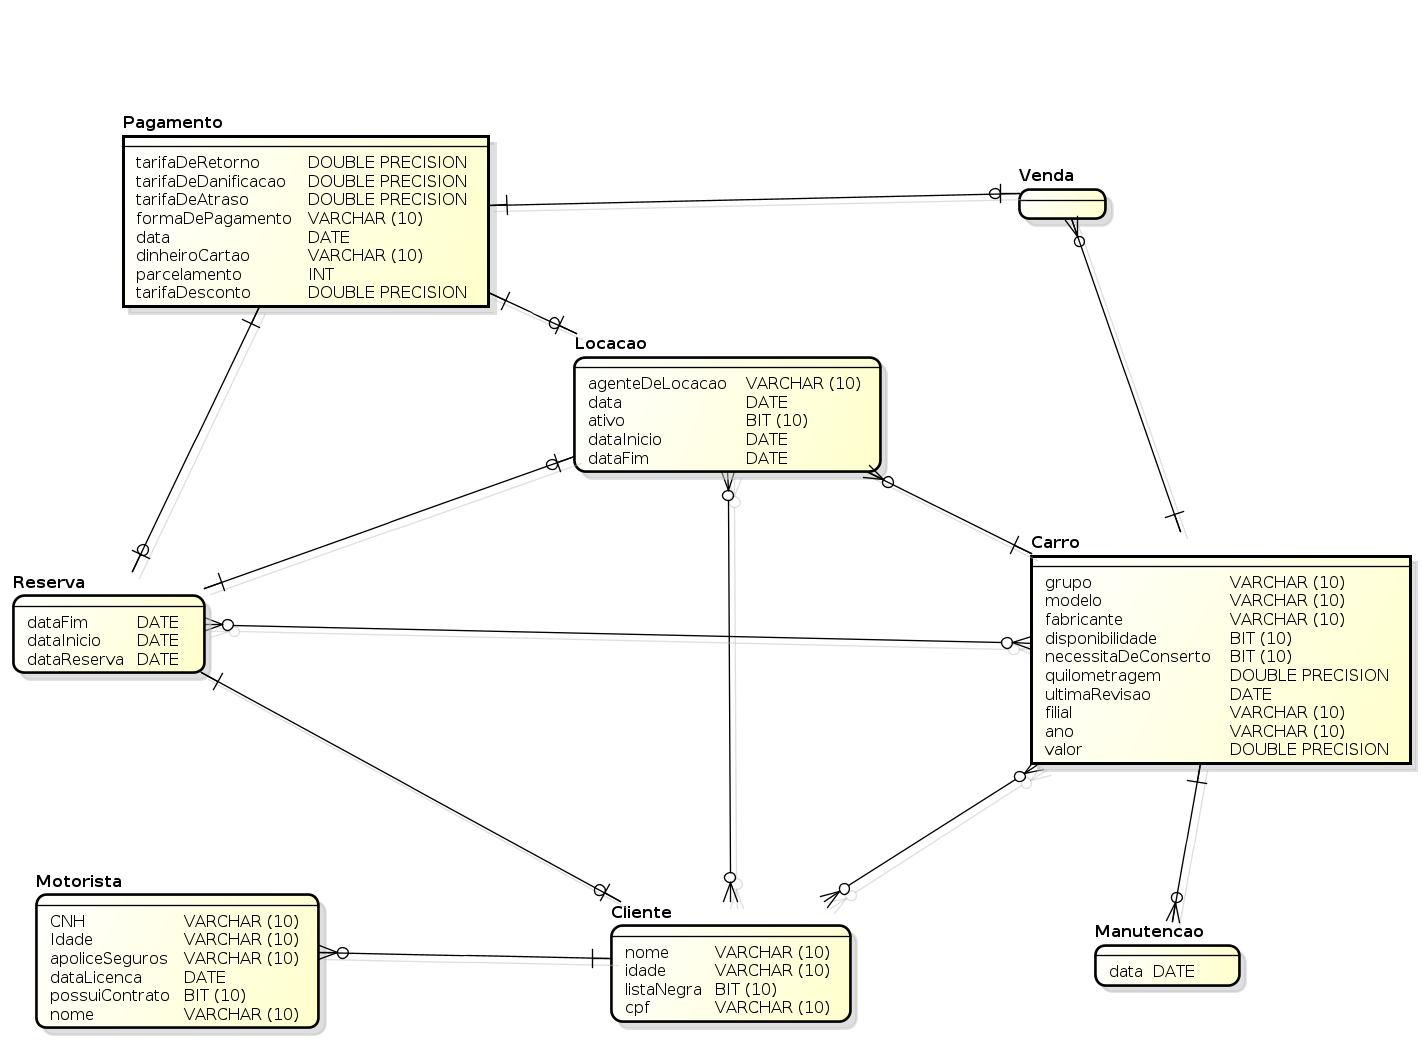 Pagamento
tarifaDeRetorno DOUBLE PRECISION
tarifaDeDanificacao DOUBLE PRECISION
tarifaDeAtraso DOUBLE PRECISION
formaDePagamento VARCHAR (10)
data DATE
dinheiroCartao VARCHAR (10)
parcelamento INT
tarifaDesconto DOUBLE PRECISION
Venda
Locacao
agenteDeLocacao VARCHAR (10)
data DATE
ativo BIT (10)
dataInicio DATE
dataFim DATE
Carro
grupo VARCHAR (10)
modelo VARCHAR (10)
fabricante VARCHAR (10)
disponibilidade BIT (10)
necessitaDeConserto BIT (10)
quilometragem DOUBLE PRECISION
ultimaRevisao DATE
filial VARCHAR (10)
ano VARCHAR (10)
valor DOUBLE PRECISION
Reserva
dataFim DATE
dataInicio DATE
dataReserva DATE
Motorista
CNH VARCHAR (10)
Idade VARCHAR (10)
apoliceSeguros VARCHAR (10)
dataLicenca DATE
possuiContrato BIT (10)
nome VARCHAR (10)
Cliente
nome VARCHAR (10)
idade VARCHAR (10)
listaNegra BIT (10)
cpf VARCHAR (10)
Manutencao
data DATE